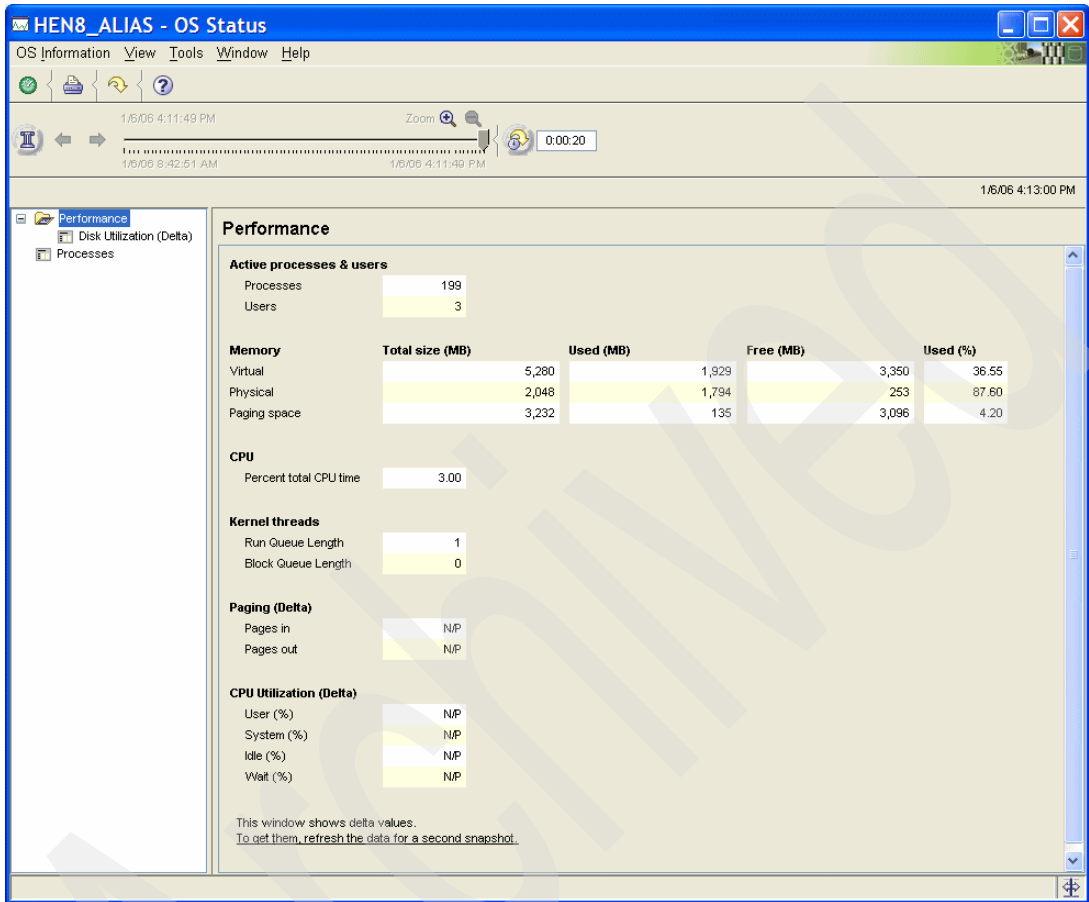 HEN8_ALIAS - OS Status
OS Information View Tools Window Help
1/6/06 4:11:49 PM Zoom
0:00:20
1/6/06 8:42:51 AM 1/6/06 4:11:49 PM
1/6/06 4:13:00 PM
Performance
Disk Utilization (Delta)
Processes
Performance
Active processes & users
Processes 199
Users 3
Memory Total size (MB) Used (MB) Free (MB) Used (%)
Virtual 5,280 1,929 3,350 36.55
Physical 2,048 1,794 253 87.60
Paging space 3,232 135 3,096 4.20
CPU
Percent total CPU time 3.00
Kernel threads
Run Queue Length 1
Block Queue Length 0
Paging (Delta)
Pages in N/P
Pages out N/P
CPU Utilization (Delta)
User (%) N/P
System (%) N/P
Idle (%) N/P
Wait (%) N/P
This window shows delta values.
To get them, refresh the data for a second snapshot.
Archived